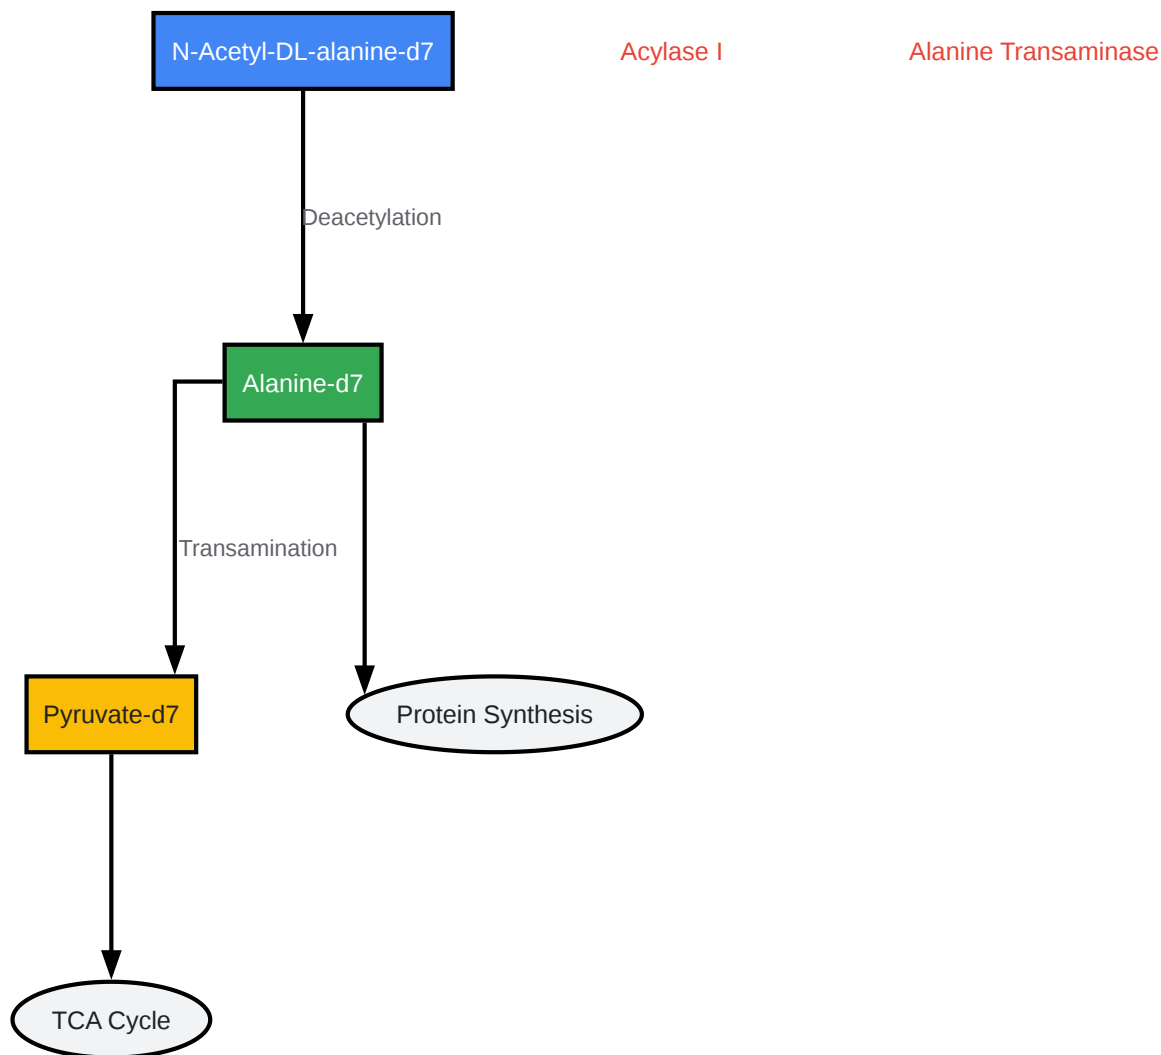 N-Acetyl-DL-alanine-d7
Acylase I
Alanine Transaminase
Deacetylation
Alanine-d7
Transamination
Pyruvate-d7
Protein Synthesis
TCA Cycle